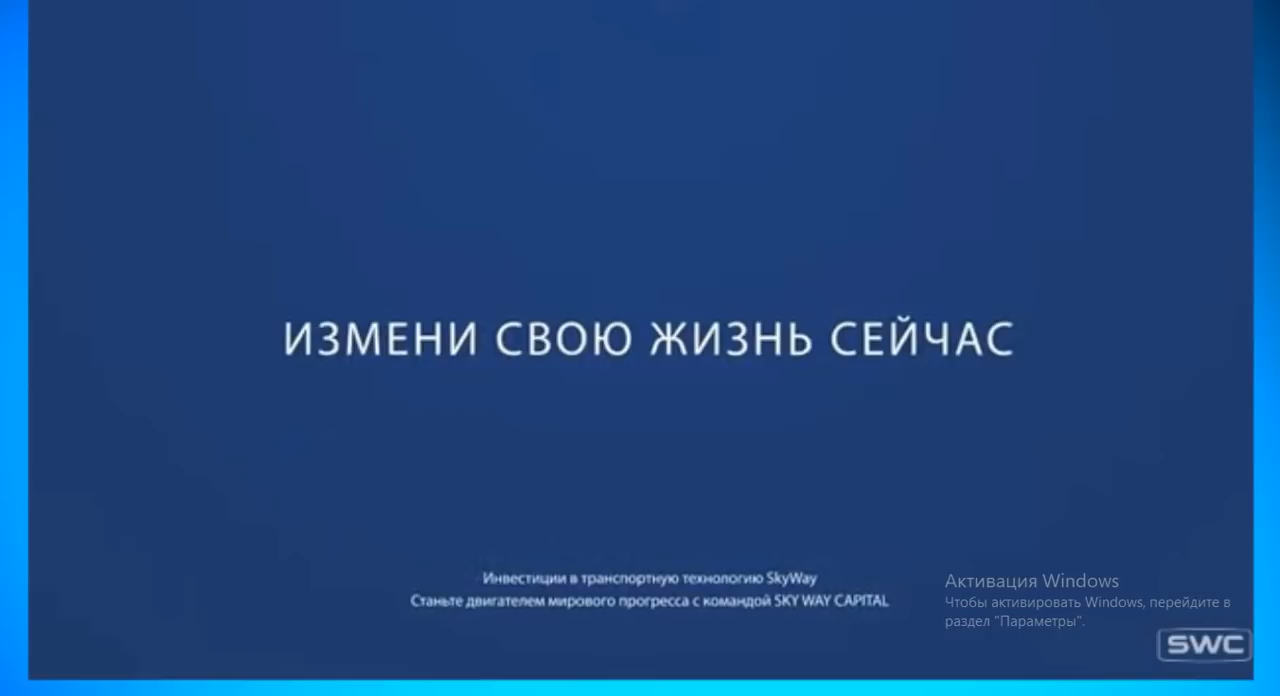 ИЗМЕНИ СВОЮ ЖИЗНЬ СЕЙЧАС
Инвестиции в транспортную технологию SkyWay
Станьте двигателем мирового прогресса с командой SKY WAY CAPITAL
Активация Windows
Чтобы активировать Windows, перейдите в
раздел "Параметры".
SWC